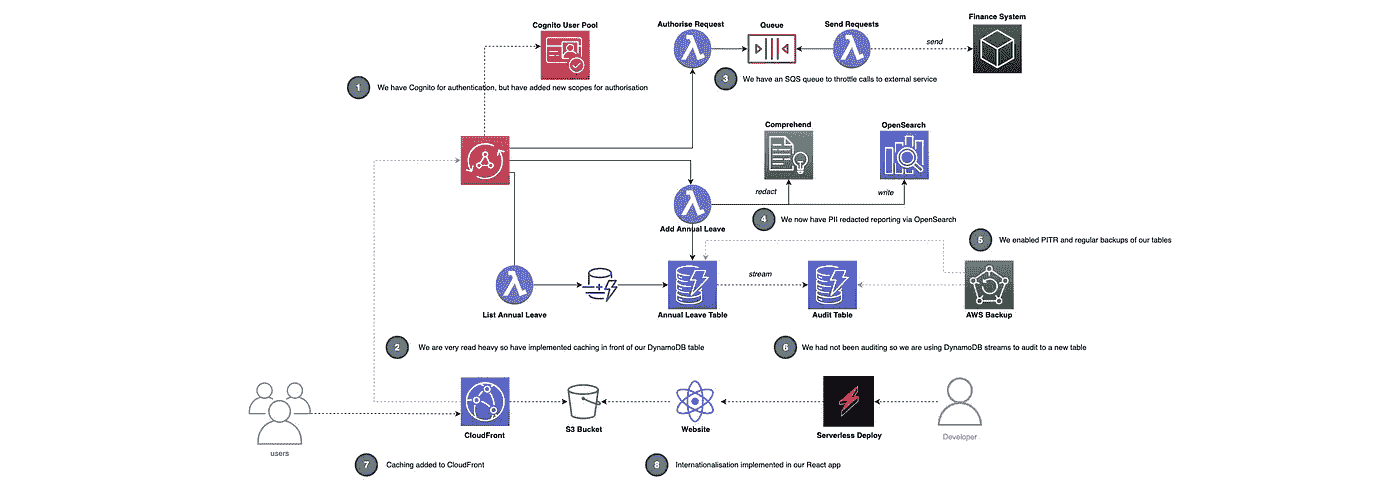 Cognito User Pool
Authorise Request
Queue
Send Requests
Finance System
send
1
We have Cognito for authentication, but have added new scopes for authorisation
3
We have an SQS queue to throttle calls to external service
Comprehend
OpenSearch
redact
write
Add Annual Leave
4
We now have PII redacted reporting via OpenSearch
5
We enabled PITR and regular backups of our tables
stream
List Annual Leave
Annual Leave Table
Audit Table
AWS Backup
2
We are very read heavy so have implemented caching in front of our DynamoDB table
6
We had not been auditing so we are using DynamoDB streams to audit to a new table
users
CloudFront
S3 Bucket
Website
Serverless Deploy
Developer
7
Caching added to CloudFront
8
Internationalisation implemented in our React app